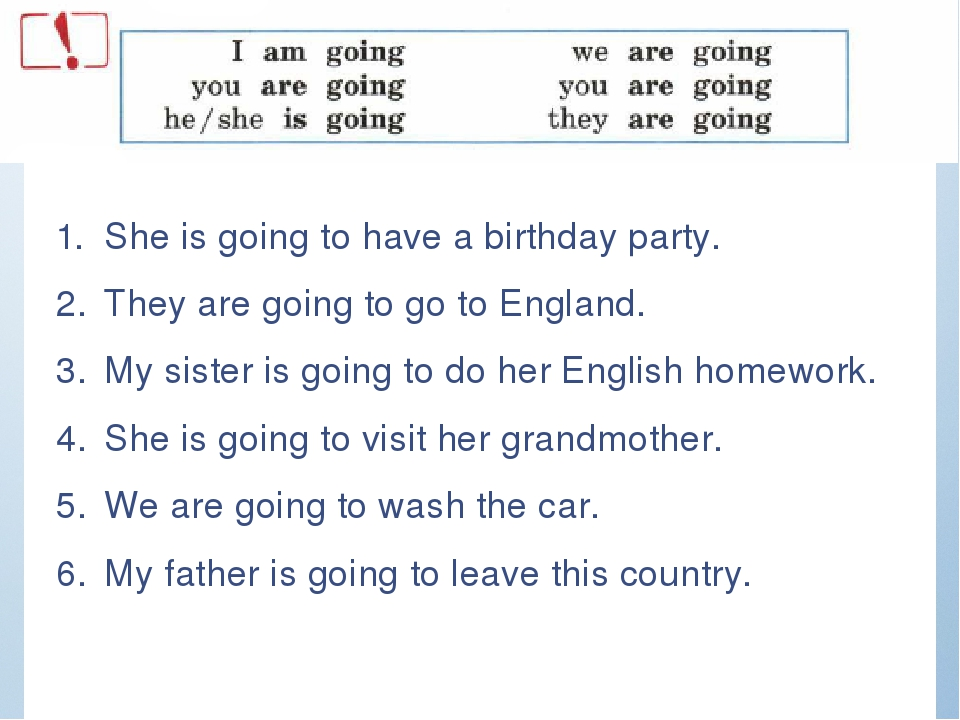 I am going we are going
you are going you are going
he/she is going they are going
1. She is going to have a birthday party.
2. They are going to go to England.
3. My sister is going to do her English homework.
4. She is going to visit her grandmother.
5. We are going to wash the car.
6. My father is going to leave this country.